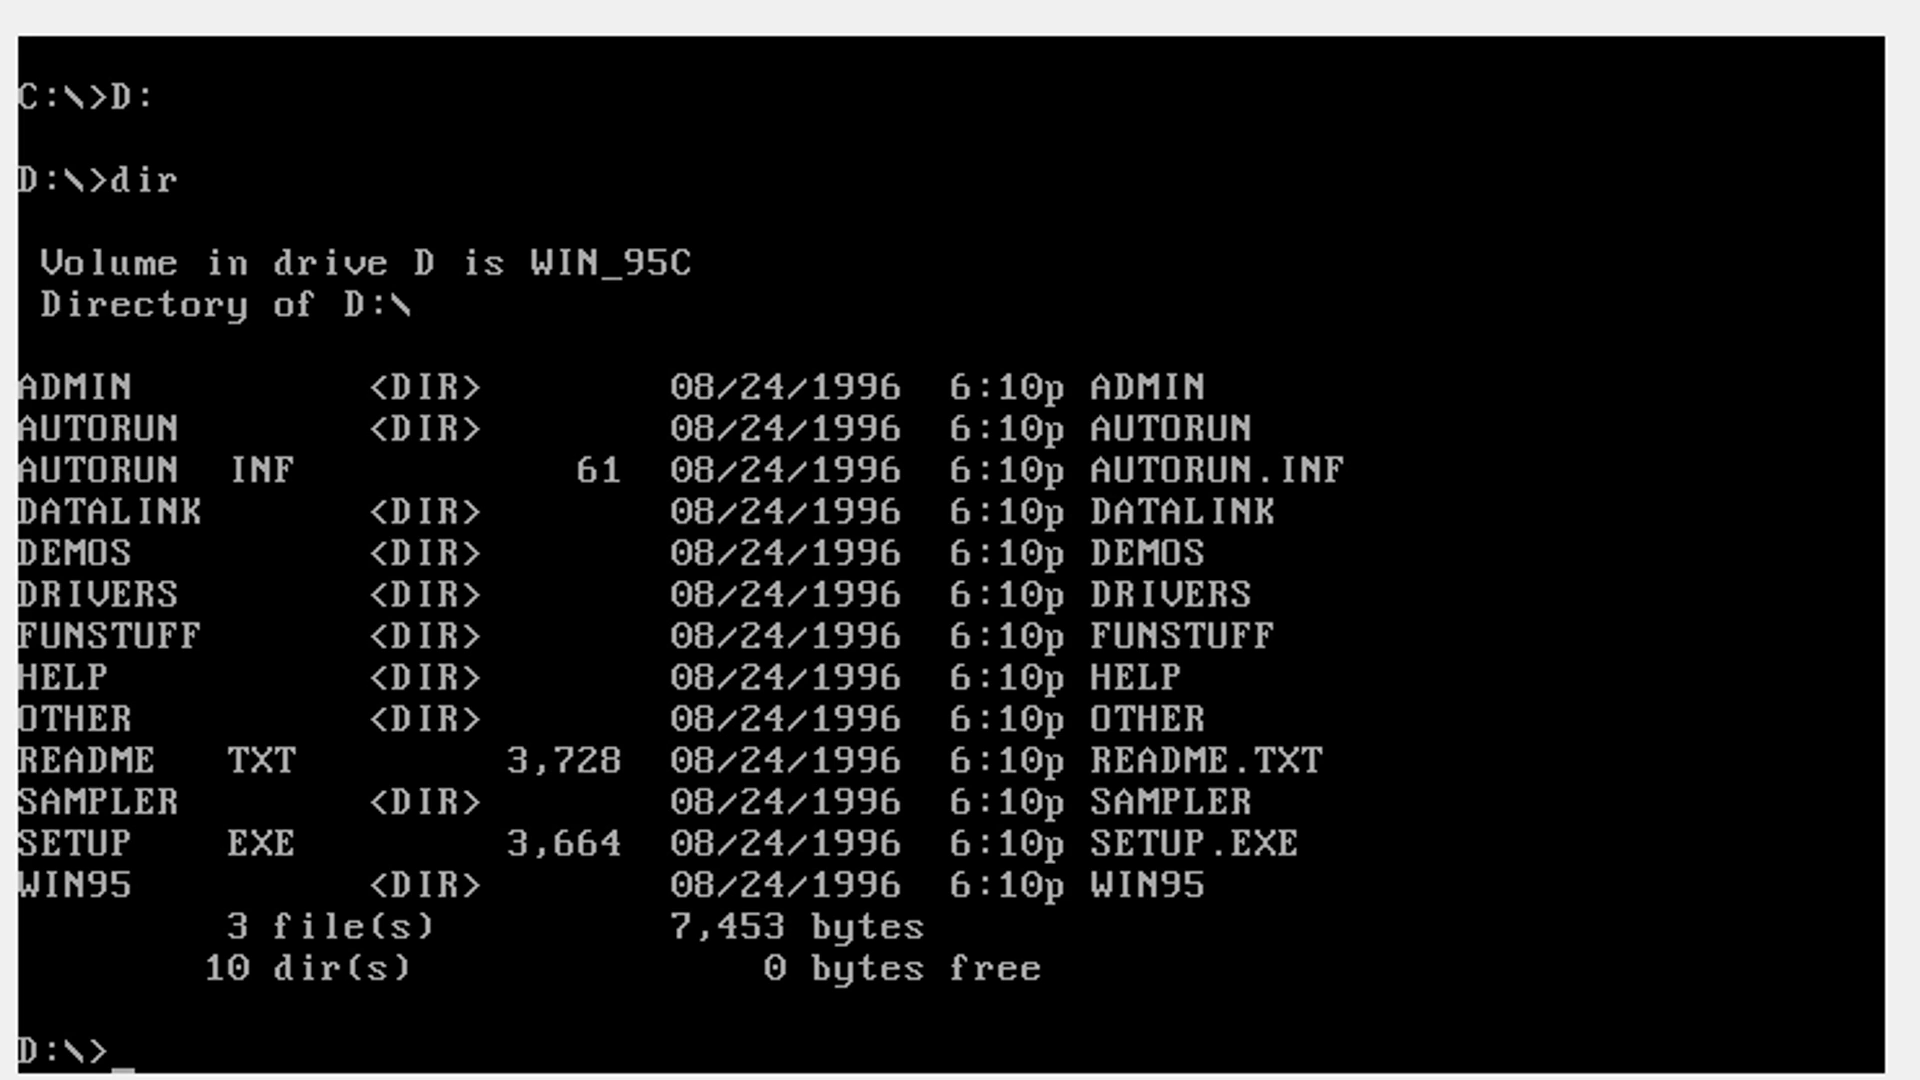 C:\>D:
D:\>dir
Volume in drive D is WIN_95C
Directory of D:\
ADMIN <DIR> 08/24/1996 6:10p ADMIN
AUTORUN <DIR> 08/24/1996 6:10p AUTORUN
AUTORUN INF 61 08/24/1996 6:10p AUTORUN.INF
DATALINK <DIR> 08/24/1996 6:10p DATALINK
DEMOS <DIR> 08/24/1996 6:10p DEMOS
DRIVERS <DIR> 08/24/1996 6:10p DRIVERS
FUNSTUFF <DIR> 08/24/1996 6:10p FUNSTUFF
HELP <DIR> 08/24/1996 6:10p HELP
OTHER <DIR> 08/24/1996 6:10p OTHER
README TXT 3,728 08/24/1996 6:10p README.TXT
SAMPLER <DIR> 08/24/1996 6:10p SAMPLER
SETUP EXE 3,664 08/24/1996 6:10p SETUP.EXE
WIN95 <DIR> 08/24/1996 6:10p WIN95
3 file(s) 7,453 bytes
10 dir(s) 0 bytes free
D:\>_